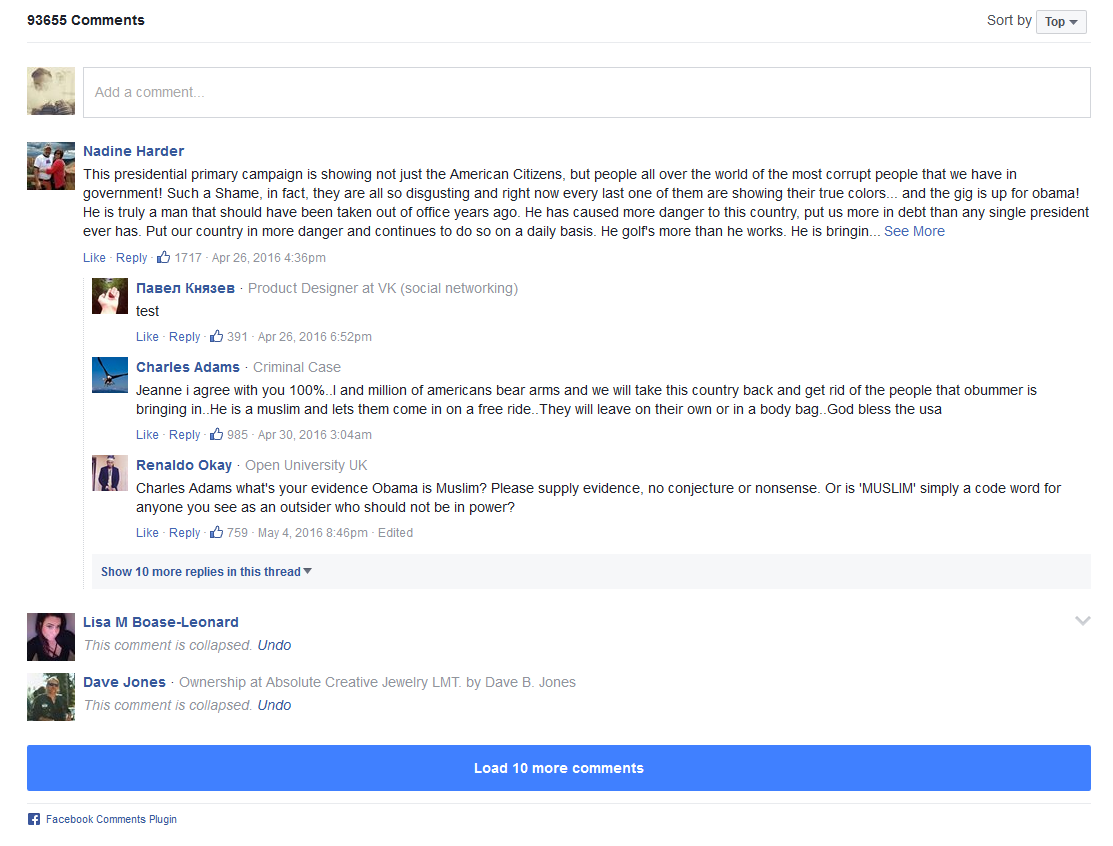 93655 Comments
Sort by Top
Add a comment...
Nadine Harder
This presidential primary campaign is showing not just the American Citizens, but people all over the world of the most corrupt people that we have in
government! Such a Shame, in fact, they are all so disgusting and right now every last one of them are showing their true colors... and the gig is up for obama!
He is truly a man that should have been taken out of office years ago. He has caused more danger to this country, put us more in debt than any single president
ever has. Put our country in more danger and continues to do so on a daily basis. He golf's more than he works. He is bringin... See More
Like · Reply · 1717 · Apr 26, 2016 4:36pm
Павел Князев · Product Designer at VK (social networking)
test
Like · Reply · 391 · Apr 26, 2016 6:52pm
Charles Adams · Criminal Case
Jeanne i agree with you 100%..I and million of americans bear arms and we will take this country back and get rid of the people that obummer is
bringing in..He is a muslim and lets them come in on a free ride..They will leave on their own or in a body bag..God bless the usa
Like · Reply · 985 · Apr 30, 2016 3:04am
Renaldo Okay · Open University UK
Charles Adams what's your evidence Obama is Muslim? Please supply evidence, no conjecture or nonsense. Or is 'MUSLIM' simply a code word for
anyone you see as an outsider who should not be in power?
Like · Reply · 759 · May 4, 2016 8:46pm · Edited
Show 10 more replies in this thread
Lisa M Boase-Leonard
This comment is collapsed. Undo
Dave Jones · Ownership at Absolute Creative Jewelry LMT. by Dave B. Jones
This comment is collapsed. Undo
Load 10 more comments
Facebook Comments Plugin